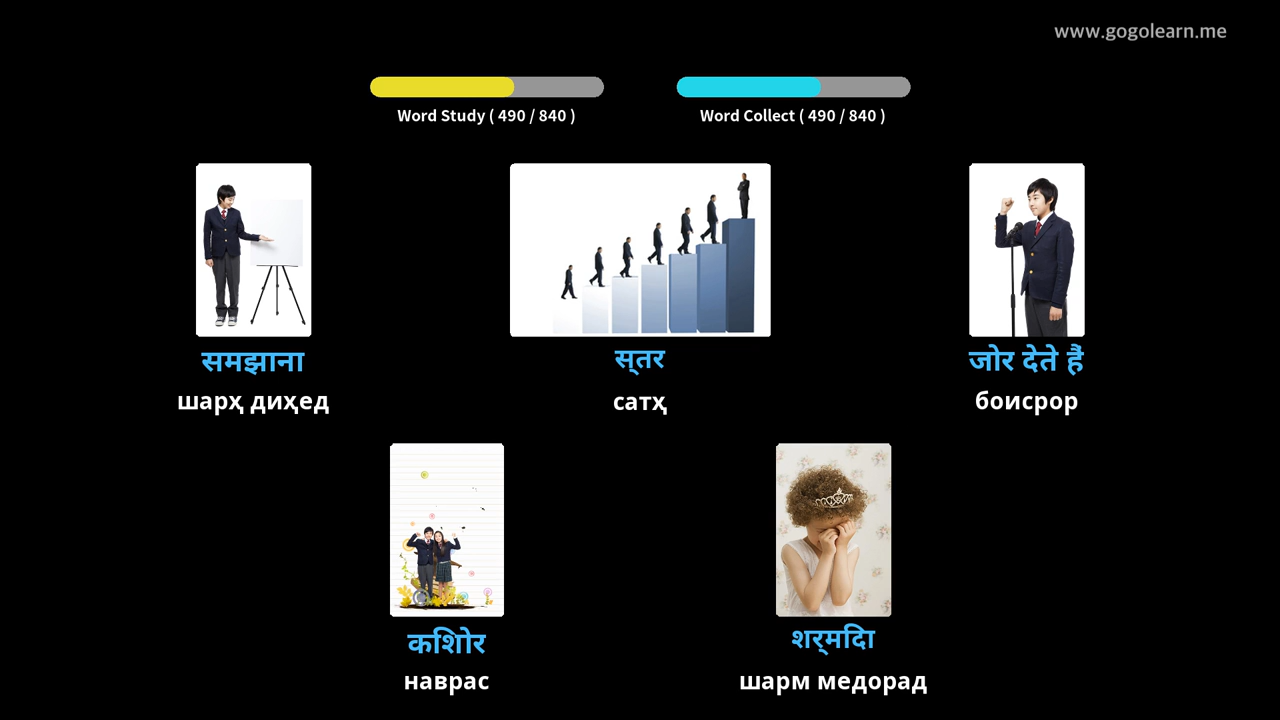 www.gogolearn.me
Word Study ( 490 / 840 )
Word Collect ( 490 / 840 )
समझाना
шарҳ диҳед
स्तर
сатҳ
जोर देते हैं
боисрор
किशोर
наврас
शर्मिंदा
шарм медорад